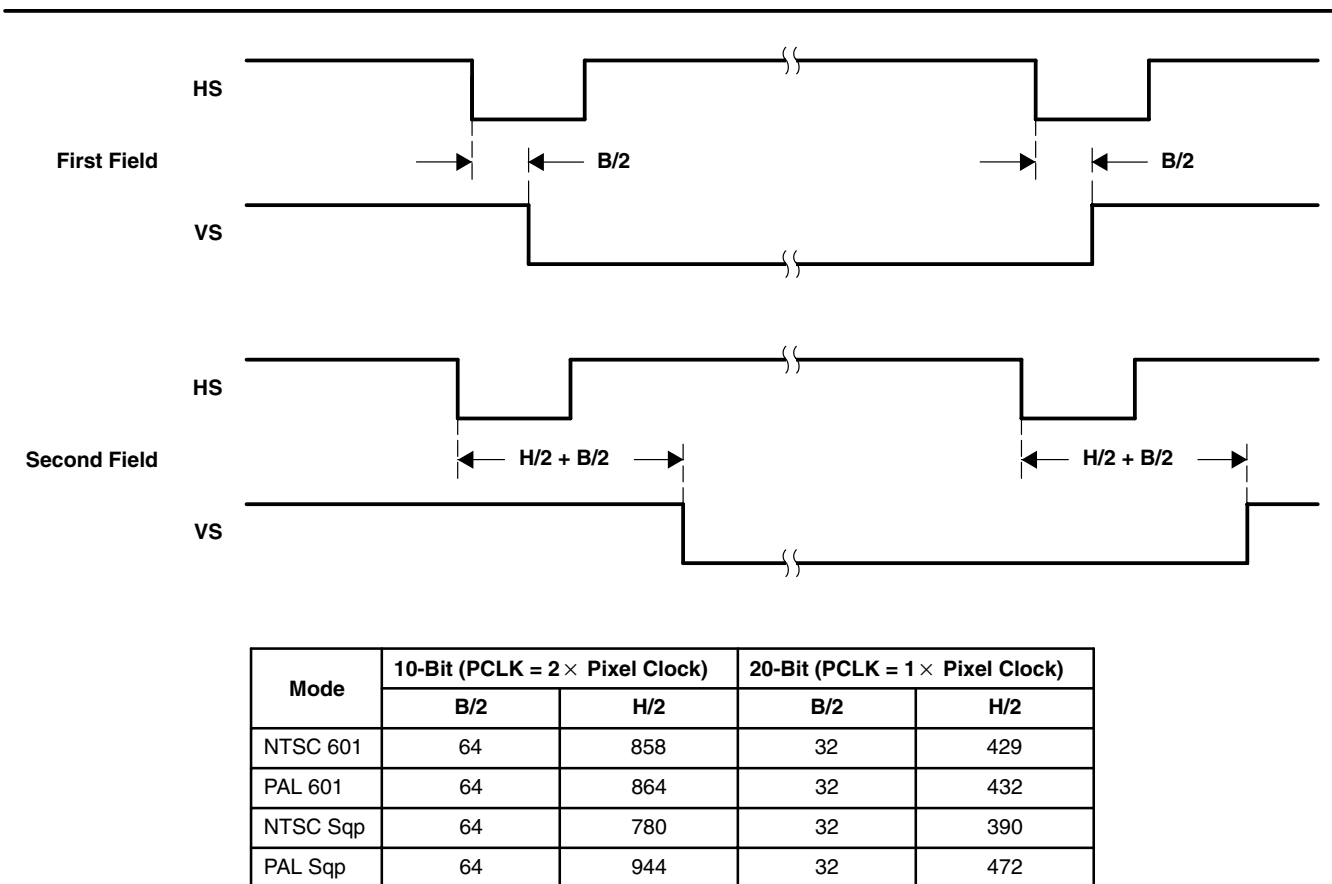 HS
First Field
B/2
B/2
VS
HS
Second Field
H/2 + B/2
H/2 + B/2
VS
Mode 10-Bit (PCLK = 2× Pixel Clock) 20-Bit (PCLK = 1× Pixel Clock)
B/2 H/2 B/2 H/2
NTSC 601 64 858 32 429
PAL 601 64 864 32 432
NTSC Sqp 64 780 32 390
PAL Sqp 64 944 32 472